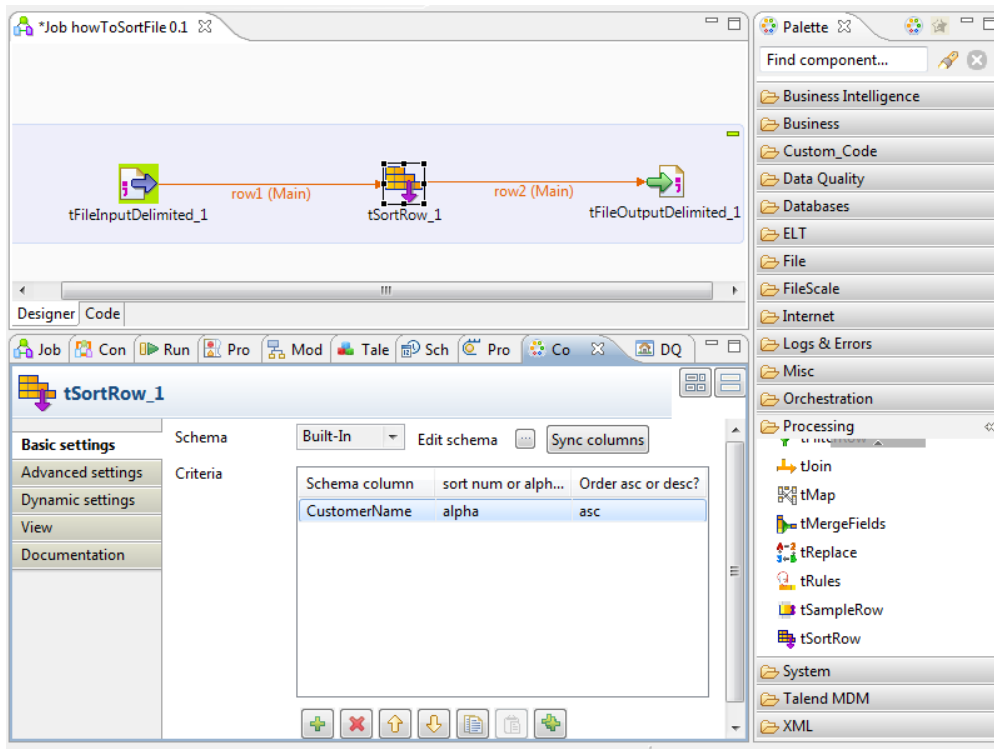 *Job howToSortFile 0.1
row1 (Main)
row2 (Main)
tFileInputDelimited_1
tSortRow_1
tFileOutputDelimited_1
Designer
Code
Job
Con
Run
Pro
Mod
Tale
Sch
Pro
Co
DQ
tSortRow_1
Basic settings
Advanced settings
Dynamic settings
View
Documentation
Schema
Built-In
Edit schema
...
Sync columns
Criteria
Schema column
sort num or alph...
Order asc or desc?
CustomerName
alpha
asc
Palette
Find component...
Business Intelligence
Business
Custom_Code
Data Quality
Databases
ELT
File
FileScale
Internet
Logs & Errors
Misc
Orchestration
Processing
tJoin
tMap
tMergeFields
tReplace
tRules
tSampleRow
tSortRow
System
Talend MDM
XML